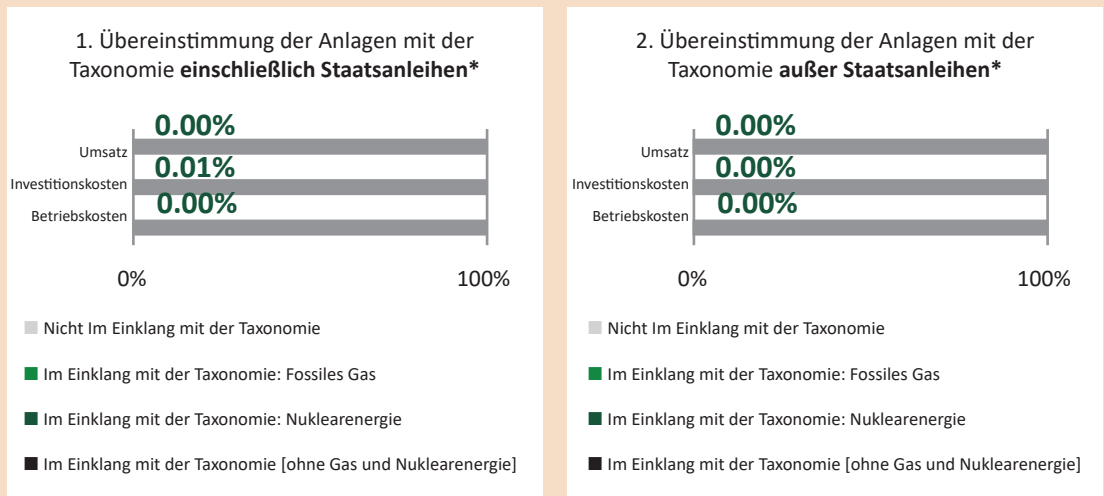 1. Übereinstimmung der Anlagen mit der
Taxonomie einschließlich Staatsanleihen*
0.00%
Umsatz
0.01%
Investitionskosten
0.00%
Betriebskosten
0%
100%
Nicht Im Einklang mit der Taxonomie
Im Einklang mit der Taxonomie: Fossiles Gas
Im Einklang mit der Taxonomie: Nuklearenergie
Im Einklang mit der Taxonomie [ohne Gas und Nuklearenergie]
2. Übereinstimmung der Anlagen mit der
Taxonomie außer Staatsanleihen*
0.00%
Umsatz
0.00%
Investitionskosten
0.00%
Betriebskosten
0%
100%
Nicht Im Einklang mit der Taxonomie
Im Einklang mit der Taxonomie: Fossiles Gas
Im Einklang mit der Taxonomie: Nuklearenergie
Im Einklang mit der Taxonomie [ohne Gas und Nuklearenergie]